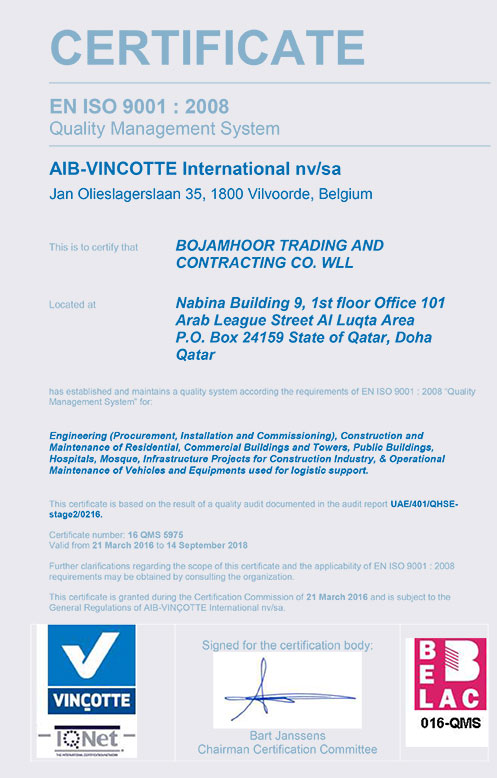 CERTIFICATE
EN ISO 9001 : 2008
Quality Management System
AIB-VINCOTTE International nv/sa
Jan Olieslagerslaan 35, 1800 Vilvoorde, Belgium
This is to certify that
BOJAMHOOR TRADING AND
CONTRACTING CO. WLL
Located at
Nabina Building 9, 1st floor Office 101
Arab League Street Al Luqta Area
P.O. Box 24159 State of Qatar, Doha
Qatar
has established and maintains a quality system according the requirements of EN ISO 9001 : 2008 "Quality
Management System" for:
Engineering (Procurement, Installation and Commissioning), Construction and
Maintenance of Residential, Commercial Buildings and Towers, Public Buildings,
Hospitals, Mosque, Infrastructure Projects for Construction Industry, & Operational
Maintenance of Vehicles and Equipments used for logistic support.
This certificate is based on the result of a quality audit documented in the audit report UAE/401/QHSE-
stage2/0216.
Certificate number: 16 QMS 5975
Valid from 21 March 2016 to 14 September 2018
Further clarifications regarding the scope of this certificate and the applicability of EN ISO 9001 : 2008
requirements may be obtained by consulting the organization.
This certificate is granted during the Certification Commission of 21 March 2016 and is subject to the
General Regulations of AIB-VINÇOTTE International nv/sa.
VINÇOTTE
IQNet
THE INTERNATIONAL CERTIFICATION NETWORK
Signed for the certification body:
Bart Janssens
Chairman Certification Committee
BELAC
016-QMS